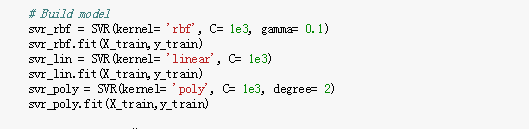 # Build model
svr_rbf = SVR(kernel= 'rbf', C= 1e3, gamma= 0.1)
svr_rbf.fit(X_train,y_train)
svr_lin = SVR(kernel= 'linear', C= 1e3)
svr_lin.fit(X_train,y_train)
svr_poly = SVR(kernel= 'poly', C= 1e3, degree= 2)
svr_poly.fit(X_train,y_train)